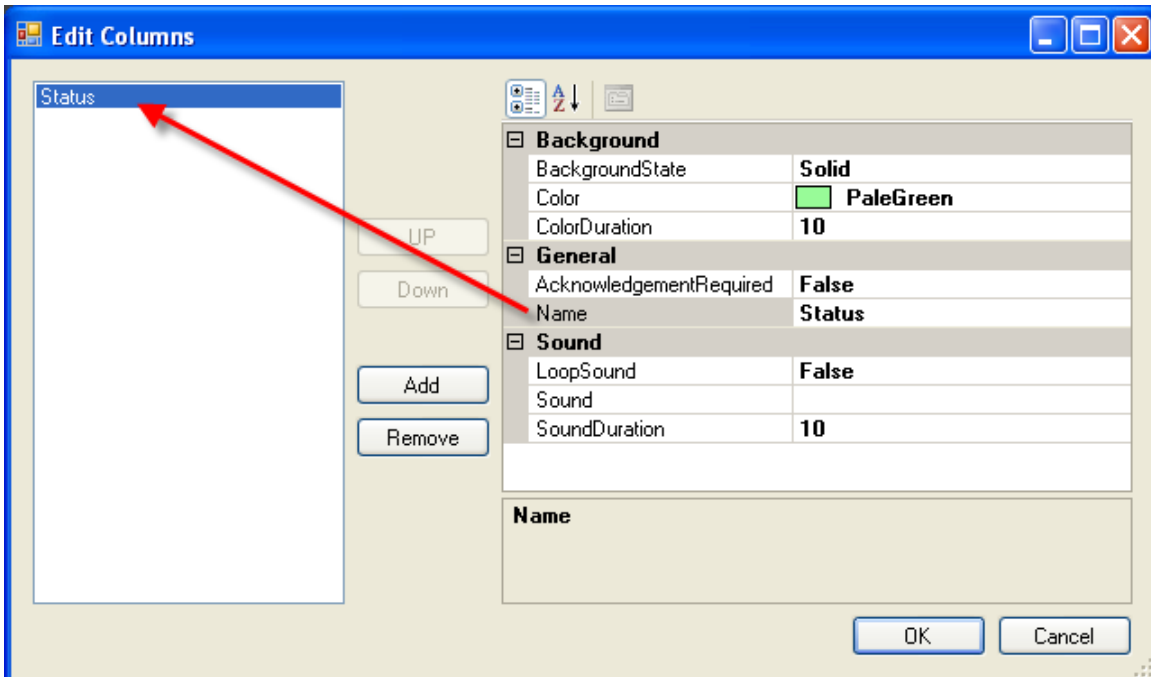 Edit Columns
Status
UP
Down
Add
Remove
Background
BackgroundState Solid
Color PaleGreen
ColorDuration 10
General
AcknowledgementRequired False
Name Status
Sound
LoopSound False
Sound
SoundDuration 10
Name
OK Cancel